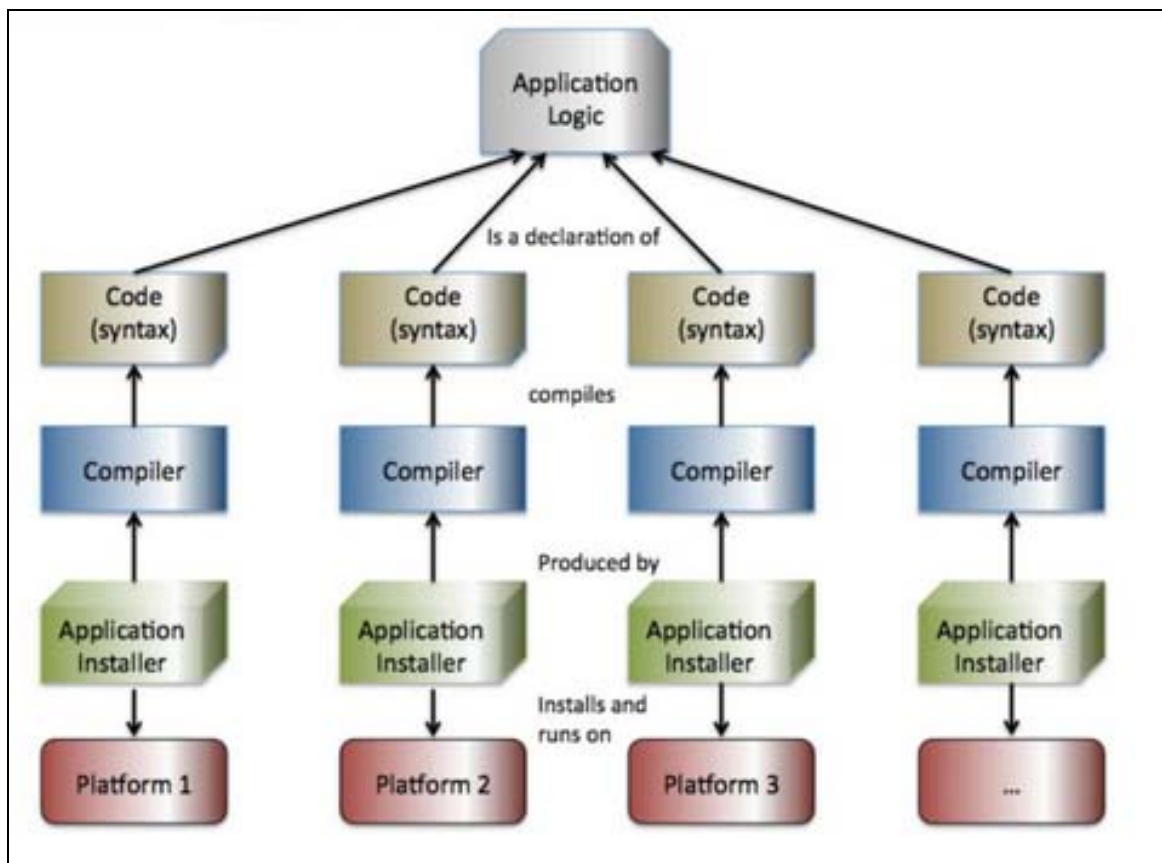 Application
Logic
Is a declaration of
Code
(syntax)
Code
(syntax)
Code
(syntax)
Code
(syntax)
compiles
Compiler
Compiler
Compiler
Compiler
Produced by
Application
Installer
Application
Installer
Application
Installer
Application
Installer
Installs and
runs on
Platform 1
Platform 2
Platform 3
...